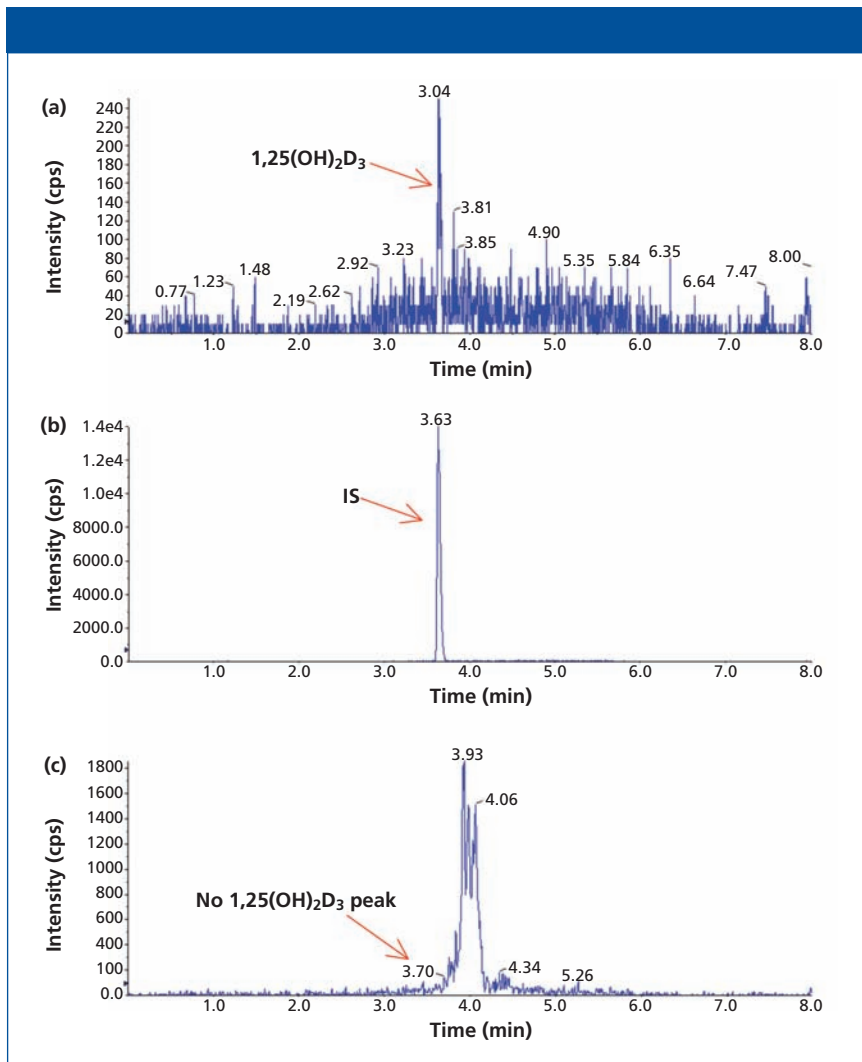 (a)
Intensity (cps)
240
220
200
180
160
140
120
100
80
60
40
20
0
3.04
1,25(OH)₂D₃
3.81
3.85
4.90
0.77
1.23
1.48
2.19
2.62
2.92
3.23
5.35
5.84
6.35
6.64
7.47
8.00
1.0 2.0 3.0 4.0 5.0 6.0 7.0 8.0
Time (min)
(b)
Intensity (cps)
1.4e4
1.2e4
1.0e4
8000.0
6000.0
4000.0
2000.0
0.0
3.63
IS
1.0 2.0 3.0 4.0 5.0 6.0 7.0 8.0
Time (min)
(c)
Intensity (cps)
1800
1600
1400
1200
1000
800
600
400
100
0.0
3.93
4.06
No 1,25(OH)₂D₃ peak
3.70
4.34
5.26
1.0 2.0 3.0 4.0 5.0 6.0 7.0 8.0
Time (min)